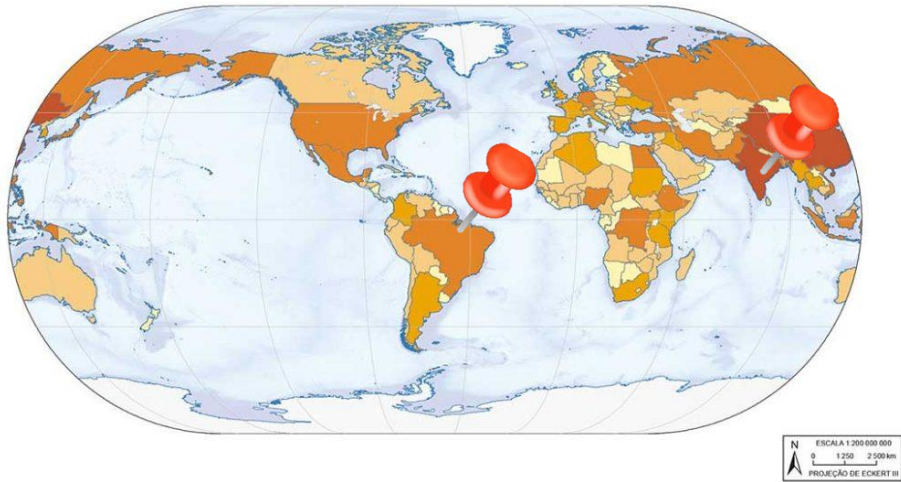 N
ESCALA 1:200 000 000
0 1 250 2 500 km
PROJEÇÃO DE ECKERT III